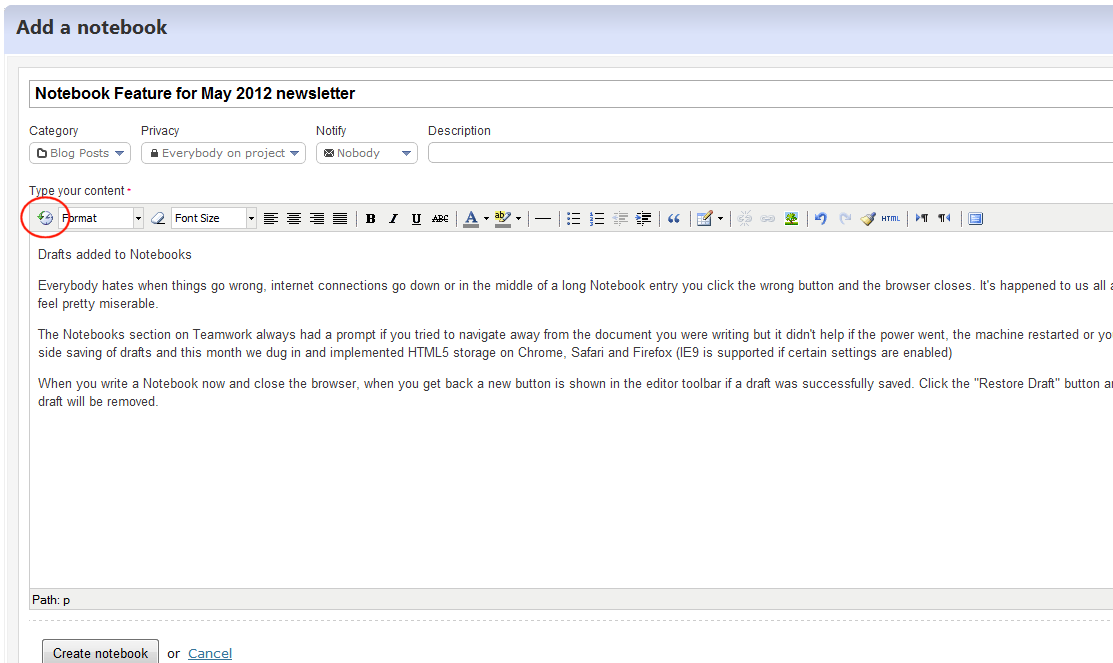 Add a notebook
Notebook Feature for May 2012 newsletter
Category Privacy Notify Description
Blog Posts Everybody on project Nobody
Type your content *
Format Font Size B I U ABC A ab HTML
Drafts added to Notebooks
Everybody hates when things go wrong, internet connections go down or in the middle of a long Notebook entry you click the wrong button and the browser closes. It's happened to us all a
feel pretty miserable.
The Notebooks section on Teamwork always had a prompt if you tried to navigate away from the document you were writing but it didn't help if the power went, the machine restarted or yo
side saving of drafts and this month we dug in and implemented HTML5 storage on Chrome, Safari and Firefox (IE9 is supported if certain settings are enabled)
When you write a Notebook now and close the browser, when you get back a new button is shown in the editor toolbar if a draft was successfully saved. Click the "Restore Draft" button a
draft will be removed.
Path: p
Create notebook or Cancel